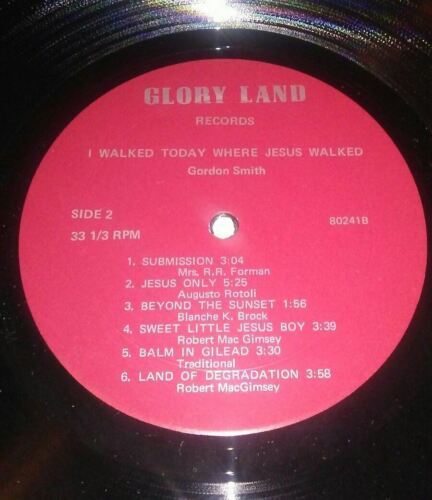 GLORY LAND
RECORDS
I WALKED TODAY WHERE JESUS WALKED
Gordon Smith
SIDE 2 80241B
33 1/3 RPM
1. SUBMISSION 3:04
Mrs. R.R. Forman
2. JESUS ONLY 5:25
Augusto Rotoli
3. BEYOND THE SUNSET 1:56
Blanche K. Brock
4. SWEET LITTLE JESUS BOY 3:39
Robert Mac Gimsey
5. BALM IN GILEAD 3:30
Traditional
6. LAND OF DEGRADATION 3:58
Robert MacGimsey